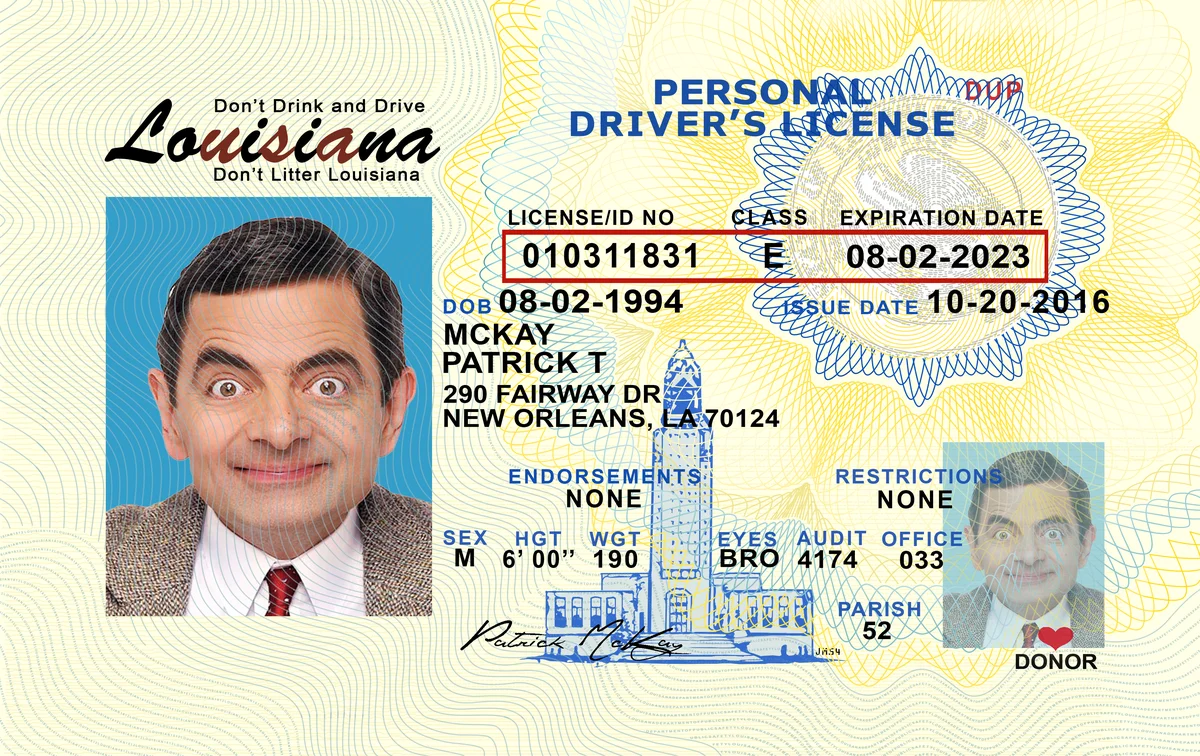 Don't Drink and Drive
Louisiana
Don't Litter Louisiana
PERSONAL DUP
DRIVER'S LICENSE
LICENSE/ID NO CLASS EXPIRATION DATE
010311831 E 08-02-2023
DOB 08-02-1994 ISSUE DATE 10-20-2016
MCKAY
PATRICK T
290 FAIRWAY DR
NEW ORLEANS, LA 70124
ENDORSEMENTS RESTRICTIONS
NONE NONE
SEX HGT WGT EYES AUDIT OFFICE
M 6' 00” 190 BRO 4174 033
PARISH
52
Patrick McKay
DONOR